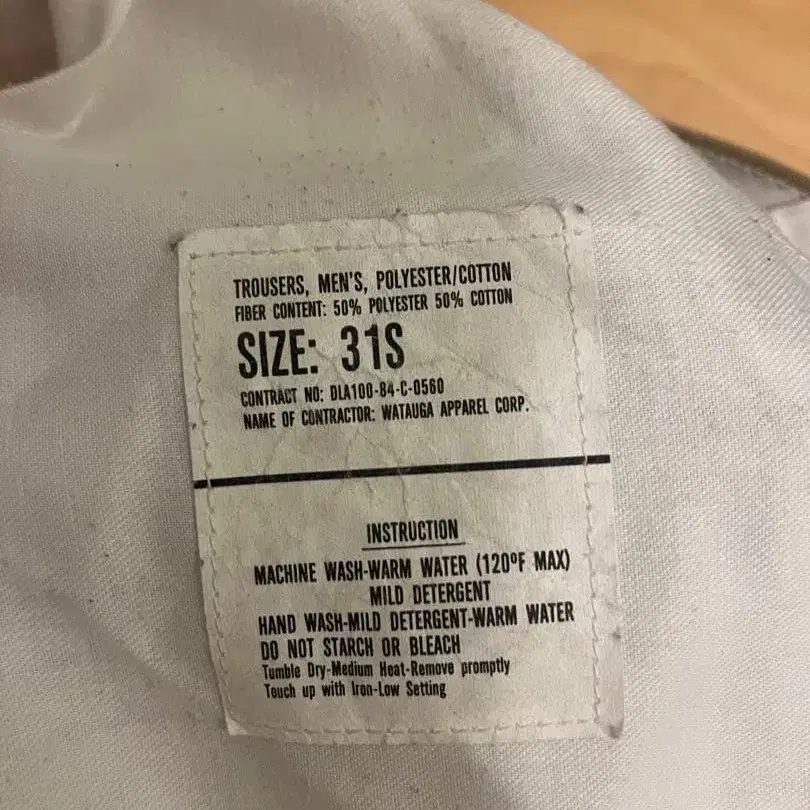 TROUSERS, MEN'S, POLYESTER/COTTON
FIBER CONTENT: 50% POLYESTER 50% COTTON
SIZE: 31S
CONTRACT NO: DLA100-84-C-0560
NAME OF CONTRACTOR: WATAUGA APPAREL CORP.
INSTRUCTION
MACHINE WASH-WARM WATER (120ºF MAX)
MILD DETERGENT
HAND WASH-MILD DETERGENT-WARM WATER
DO NOT STARCH OR BLEACH
Tumble Dry-Medium Heat-Remove promptly
Touch up with Iron-Low Setting